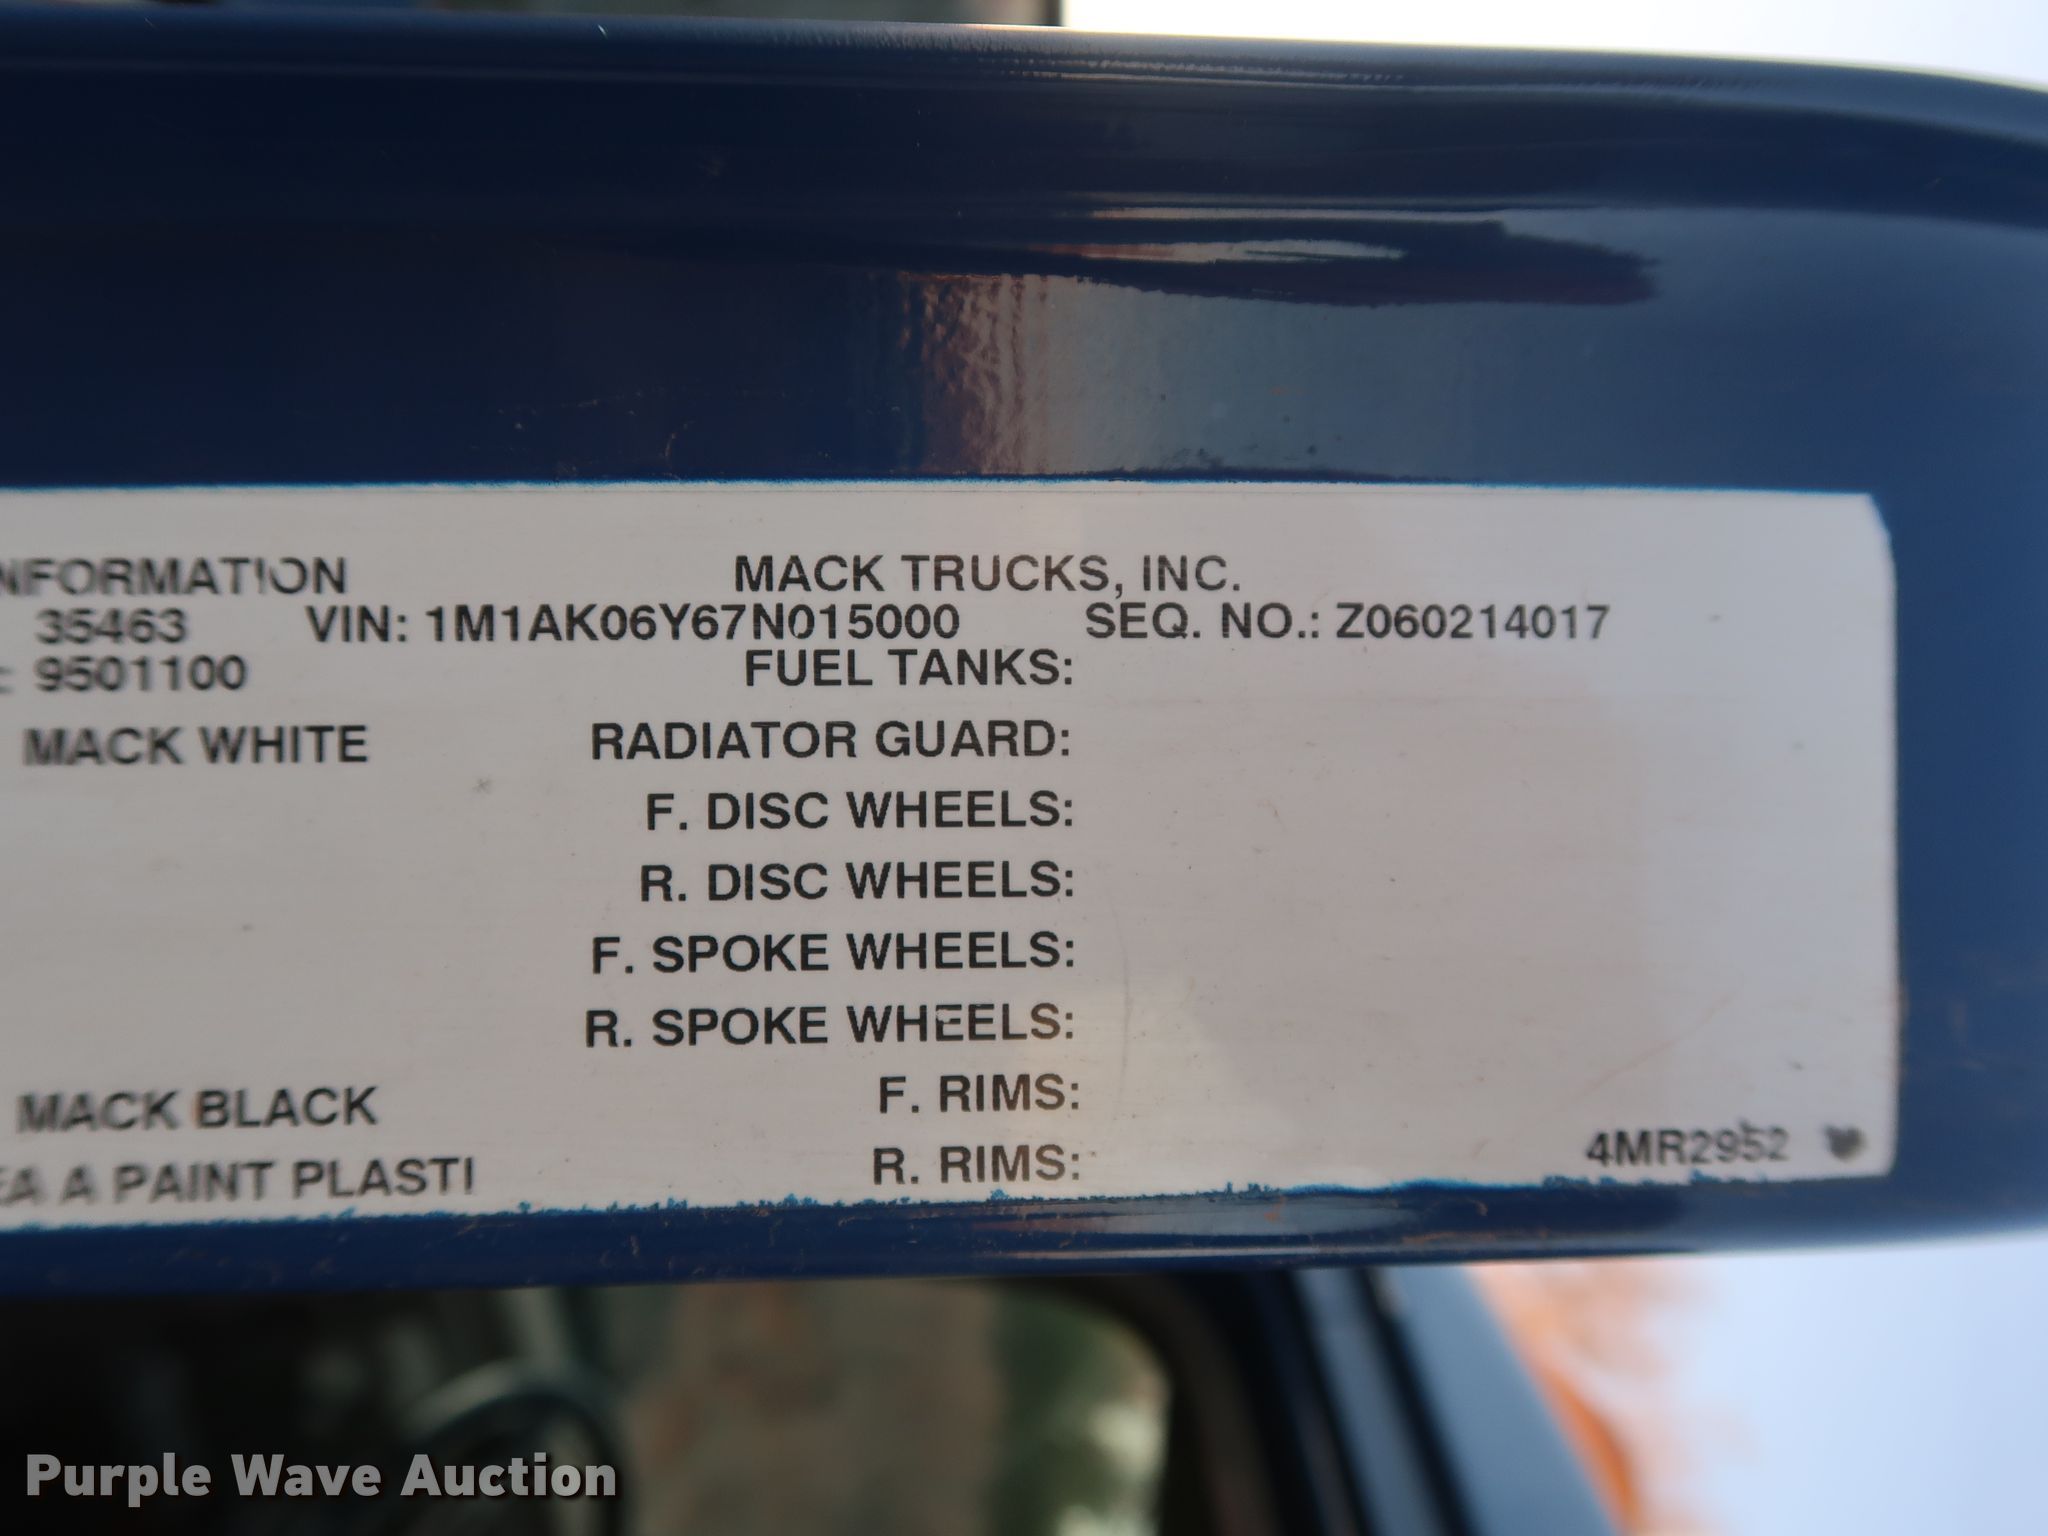 NFORMATION MACK TRUCKS, INC.
35463 VIN: 1M1AK06Y67N015000 SEQ. NO.: Z060214017
: 9501100 FUEL TANKS:
MACK WHITE RADIATOR GUARD:
F. DISC WHEELS:
R. DISC WHEELS:
F. SPOKE WHEELS:
R. SPOKE WHEELS:
MACK BLACK F. RIMS:
EA A PAINT PLASTI R. RIMS:
4MR2952
Purple Wave Auction